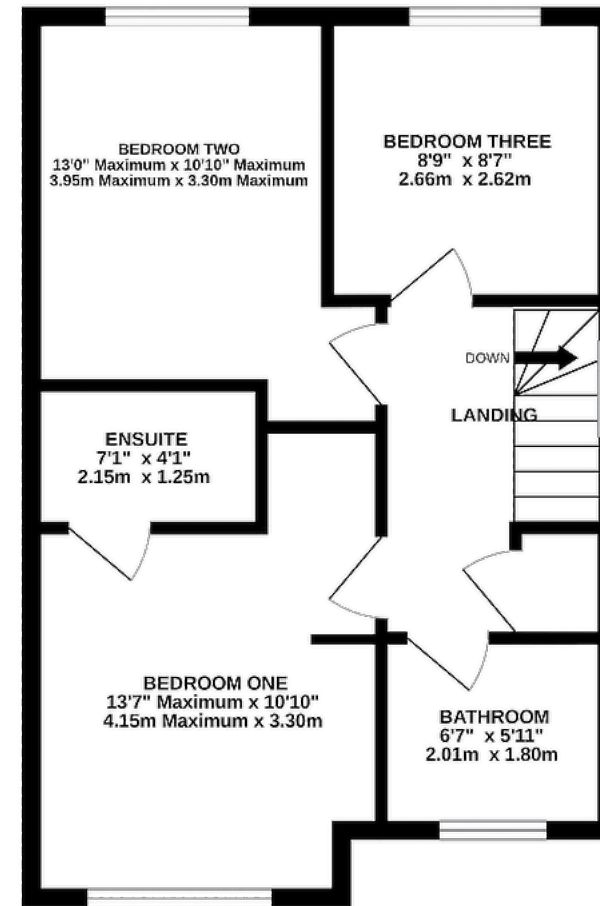 BEDROOM TWO
13'0" Maximum x 10'10" Maximum
3.95m Maximum x 3.30m Maximum
BEDROOM THREE
8'9" x 8'7"
2.66m x 2.62m
DOWN
LANDING
ENSUITE
7'1" x 4'1"
2.15m x 1.25m
BEDROOM ONE
13'7" Maximum x 10'10"
4.15m Maximum x 3.30m
BATHROOM
6'7" x 5'11"
2.01m x 1.80m